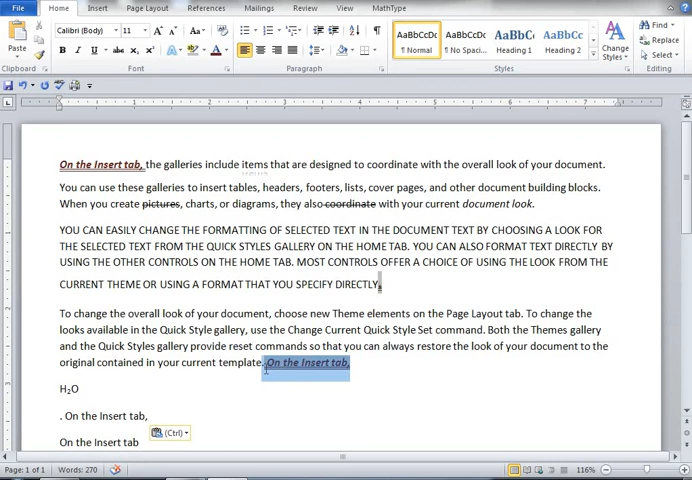 File Home Insert Page Layout References Mailings Review View MathType
Calibri (Body) 11 A A Aa
Paste B I U abc x₂ x² A A
AaBbCcDc AaBbCcDc AaBbC AaBbCc
¶ Normal ¶ No Spaci... Heading 1 Heading 2
Change Styles
Find
Replace
Select
Clipboard Font Paragraph Styles Editing
1 2 3 4 5 6 7
On the Insert tab, the galleries include items that are designed to coordinate with the overall look of your document.
You can use these galleries to insert tables, headers, footers, lists, cover pages, and other document building blocks.
When you create pictures, charts, or diagrams, they also coordinate with your current document look.
YOU CAN EASILY CHANGE THE FORMATTING OF SELECTED TEXT IN THE DOCUMENT TEXT BY CHOOSING A LOOK FOR
THE SELECTED TEXT FROM THE QUICK STYLES GALLERY ON THE HOME TAB. YOU CAN ALSO FORMAT TEXT DIRECTLY BY
USING THE OTHER CONTROLS ON THE HOME TAB. MOST CONTROLS OFFER A CHOICE OF USING THE LOOK FROM THE
CURRENT THEME OR USING A FORMAT THAT YOU SPECIFY DIRECTLY.
To change the overall look of your document, choose new Theme elements on the Page Layout tab. To change the
looks available in the Quick Style gallery, use the Change Current Quick Style Set command. Both the Themes gallery
and the Quick Styles gallery provide reset commands so that you can always restore the look of your document to the
original contained in your current template. On the Insert tab,
H₂O
. On the Insert tab,
(Ctrl)
On the Insert tab
Page: 1 of 1 Words: 270 116%